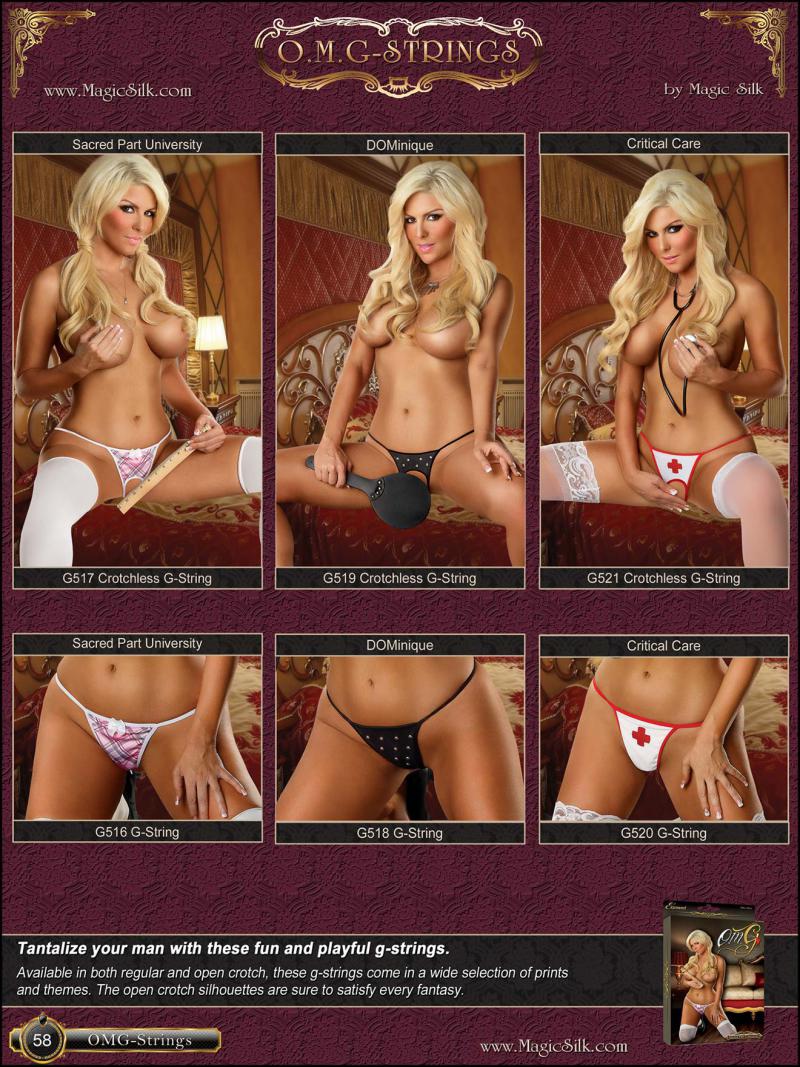 O.M.G-STRINGS
www.MagicSilk.com
by Magic Silk
Sacred Part University
DOMinique
Critical Care
G517 Crotchless G-String
G519 Crotchless G-String
G521 Crotchless G-String
Sacred Part University
DOMinique
Critical Care
G516 G-String
G518 G-String
G520 G-String
Tantalize your man with these fun and playful g-strings.
Available in both regular and open crotch, these g-strings come in a wide selection of prints
and themes. The open crotch silhouettes are sure to satisfy every fantasy.
OMG
58
OMG-Strings
www.MagicSilk.com